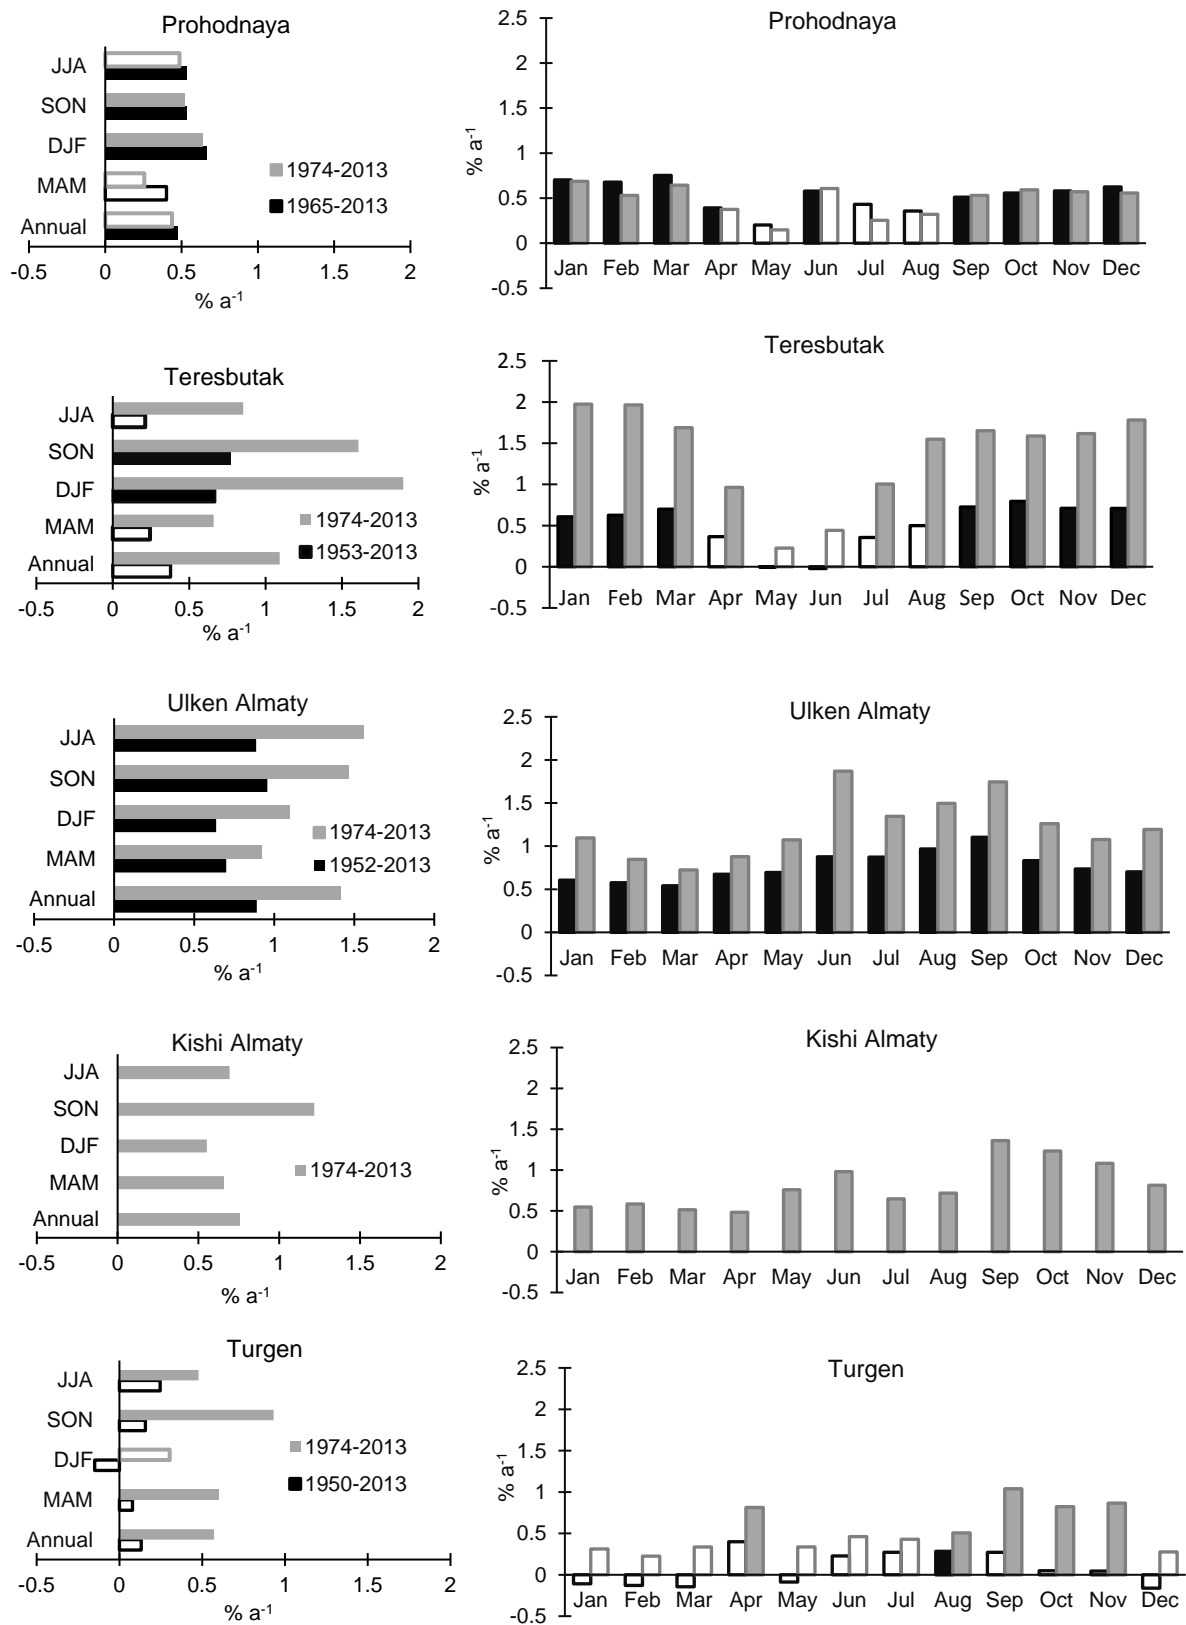 Prohodnaya
JJA
SON
DJF
MAM
Annual
1974-2013
1965-2013
-0.5 0 0.5 1 1.5 2
% a-1
Prohodnaya
2.5
2
1.5
1
0.5
0
-0.5
% a-1
Jan Feb Mar Apr May Jun Jul Aug Sep Oct Nov Dec
Teresbutak
JJA
SON
DJF
MAM
Annual
1974-2013
1953-2013
-0.5 0 0.5 1 1.5 2
% a-1
Teresbutak
2.5
2
1.5
1
0.5
0
-0.5
% a-1
Jan Feb Mar Apr May Jun Jul Aug Sep Oct Nov Dec
Ulken Almaty
JJA
SON
DJF
MAM
Annual
1974-2013
1952-2013
-0.5 0 0.5 1 1.5 2
% a-1
Ulken Almaty
2.5
2
1.5
1
0.5
0
-0.5
% a-1
Jan Feb Mar Apr May Jun Jul Aug Sep Oct Nov Dec
Kishi Almaty
JJA
SON
DJF
MAM
Annual
1974-2013
-0.5 0 0.5 1 1.5 2
% a-1
Kishi Almaty
2.5
2
1.5
1
0.5
0
-0.5
% a-1
Jan Feb Mar Apr May Jun Jul Aug Sep Oct Nov Dec
Turgen
JJA
SON
DJF
MAM
Annual
1974-2013
1950-2013
-0.5 0 0.5 1 1.5 2
% a-1
Turgen
2.5
2
1.5
1
0.5
0
-0.5
% a-1
Jan Feb Mar Apr May Jun Jul Aug Sep Oct Nov Dec